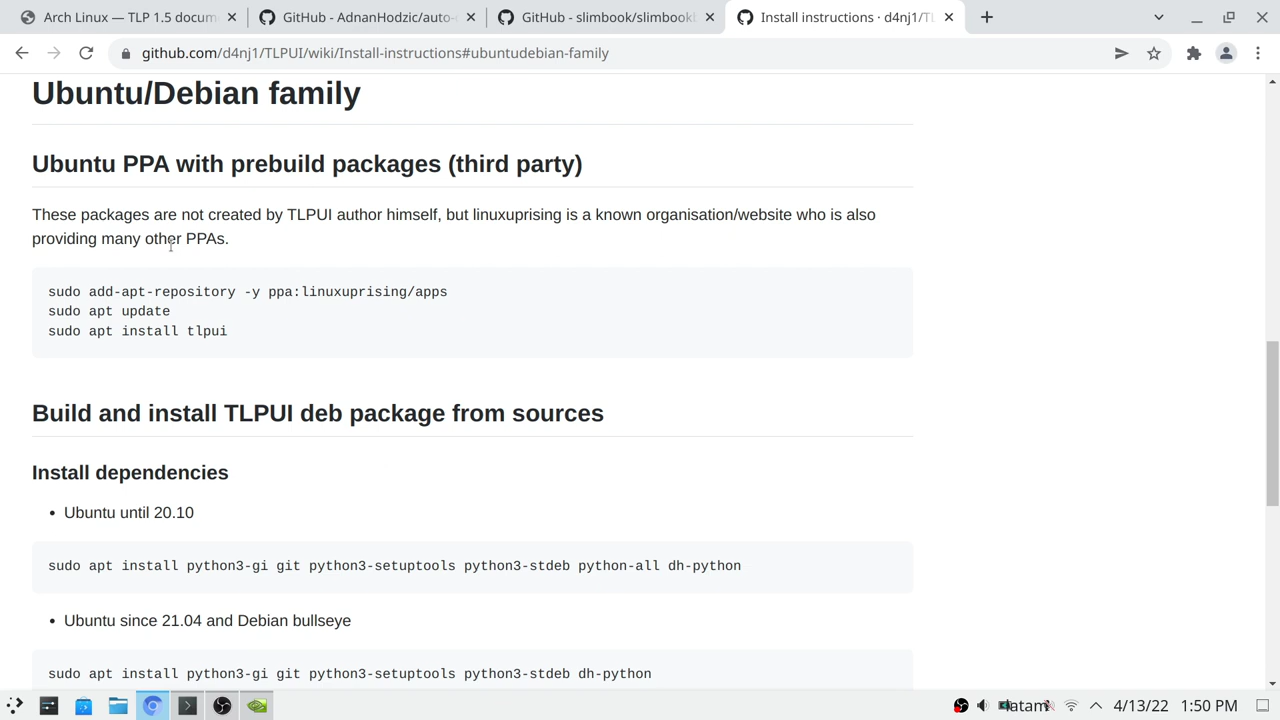 Arch Linux — TLP 1.5 docum
GitHub - AdnanHodzic/auto-
GitHub - slimbook/slimbookb
Install instructions · d4nj1/TL
github.com/d4nj1/TLPUI/wiki/Install-instructions#ubuntudebian-family
Ubuntu/Debian family
Ubuntu PPA with prebuild packages (third party)
These packages are not created by TLPUI author himself, but linuxuprising is a known organisation/website who is also
providing many other PPAs.
sudo add-apt-repository -y ppa:linuxuprising/apps
sudo apt update
sudo apt install tlpui
Build and install TLPUI deb package from sources
Install dependencies
• Ubuntu until 20.10
sudo apt install python3-gi git python3-setuptools python3-stdeb python-all dh-python
• Ubuntu since 21.04 and Debian bullseye
sudo apt install python3-gi git python3-setuptools python3-stdeb dh-python
latam
4/13/22
1:50 PM